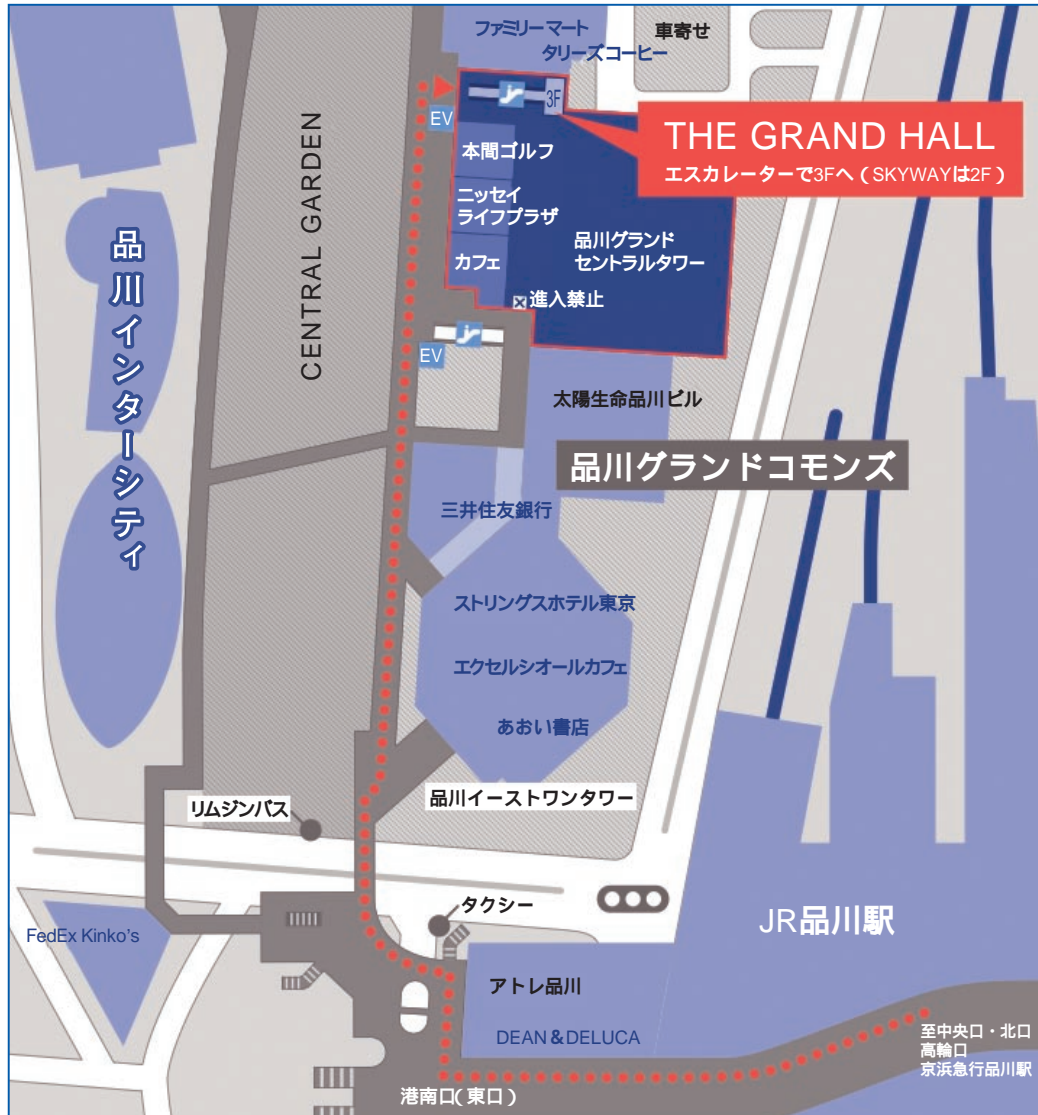 ファミリーマート
タリーズコーヒー
車寄せ
EV
3F
THE GRAND HALL
エスカレーターで3Fへ（SKYWAYは2F）
CENTRAL GARDEN
本間ゴルフ
ニッセイ
ライフプラザ
カフェ
品川グランド
セントラルタワー
進入禁止
EV
品川インターシティ
太陽生命品川ビル
品川グランドコモンズ
三井住友銀行
ストリングスホテル東京
エクセルシオールカフェ
あおい書店
品川イーストワンタワー
リムジンバス
タクシー
JR品川駅
FedEx Kinko's
アトレ品川
DEAN＆DELUCA
至中央口・北口
高輪口
京浜急行品川駅
港南口（東口）